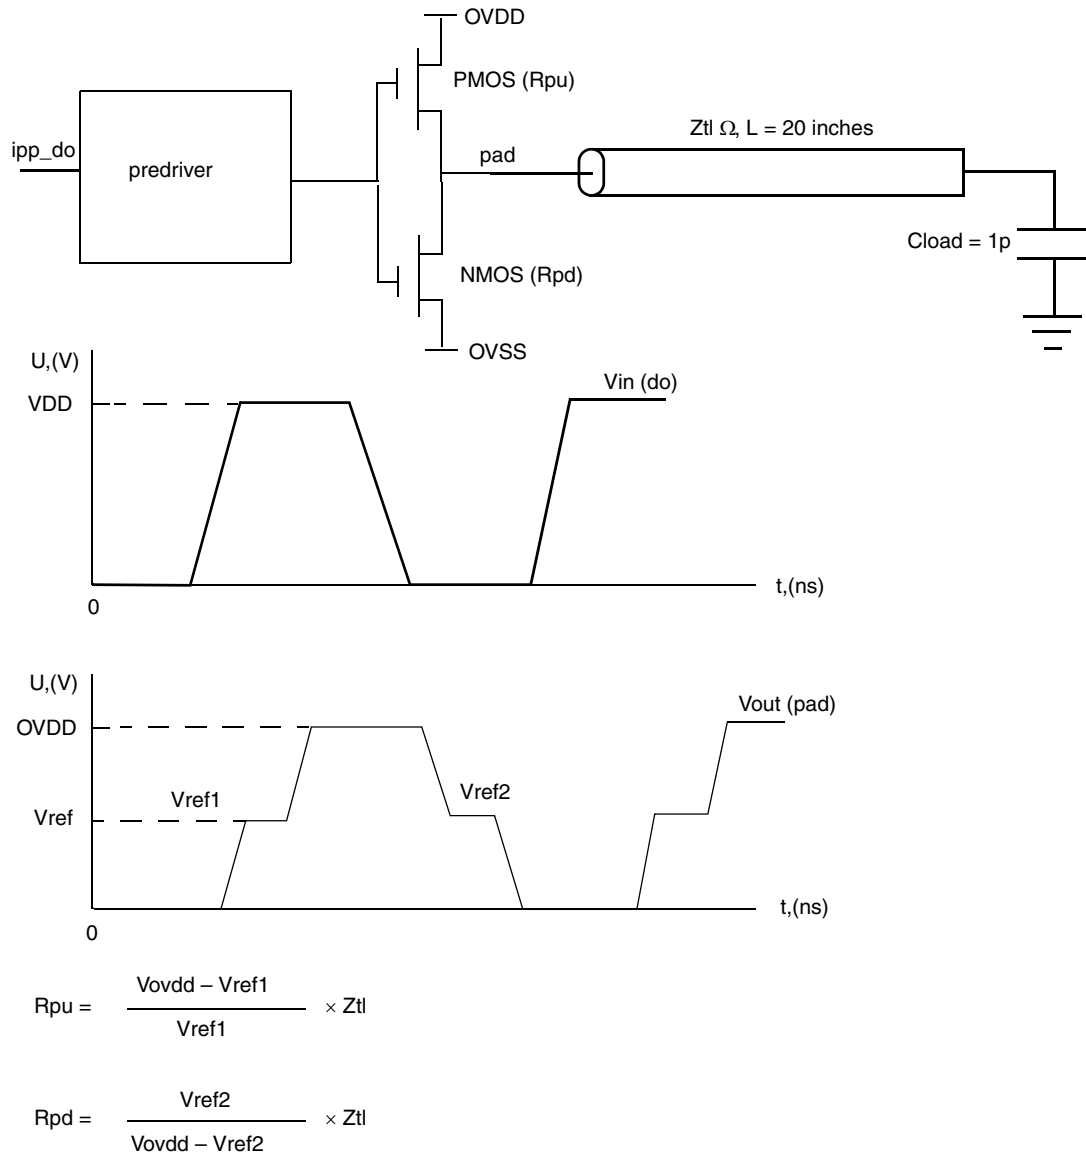 OVDD
PMOS (Rpu)
Ztl Ω, L = 20 inches
ipp_do
predriver
pad
Cload = 1p
NMOS (Rpd)
OVSS
U,(V)
VDD
Vin (do)
t,(ns)
0
U,(V)
OVDD
Vout (pad)
Vref1
Vref2
Vref
t,(ns)
0
Vovdd – Vref1
Rpu = × Ztl
Vref1
Vref2
Rpd = × Ztl
Vovdd – Vref2